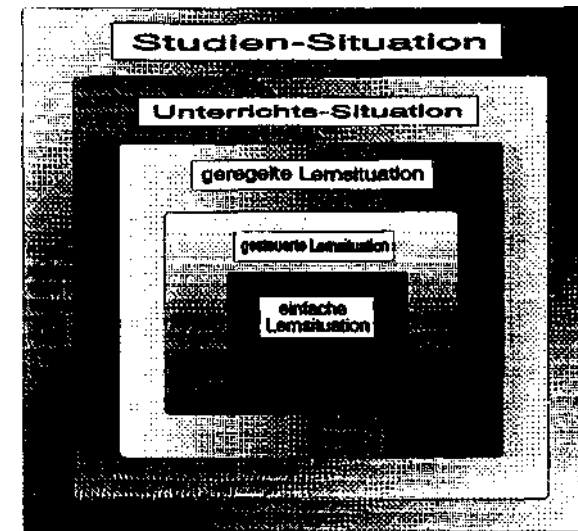 Studien-Situation
Unterrichts-Situation
geregelte Lernsituation
gesteuerte Lernsituation
einfache
Lernsituation